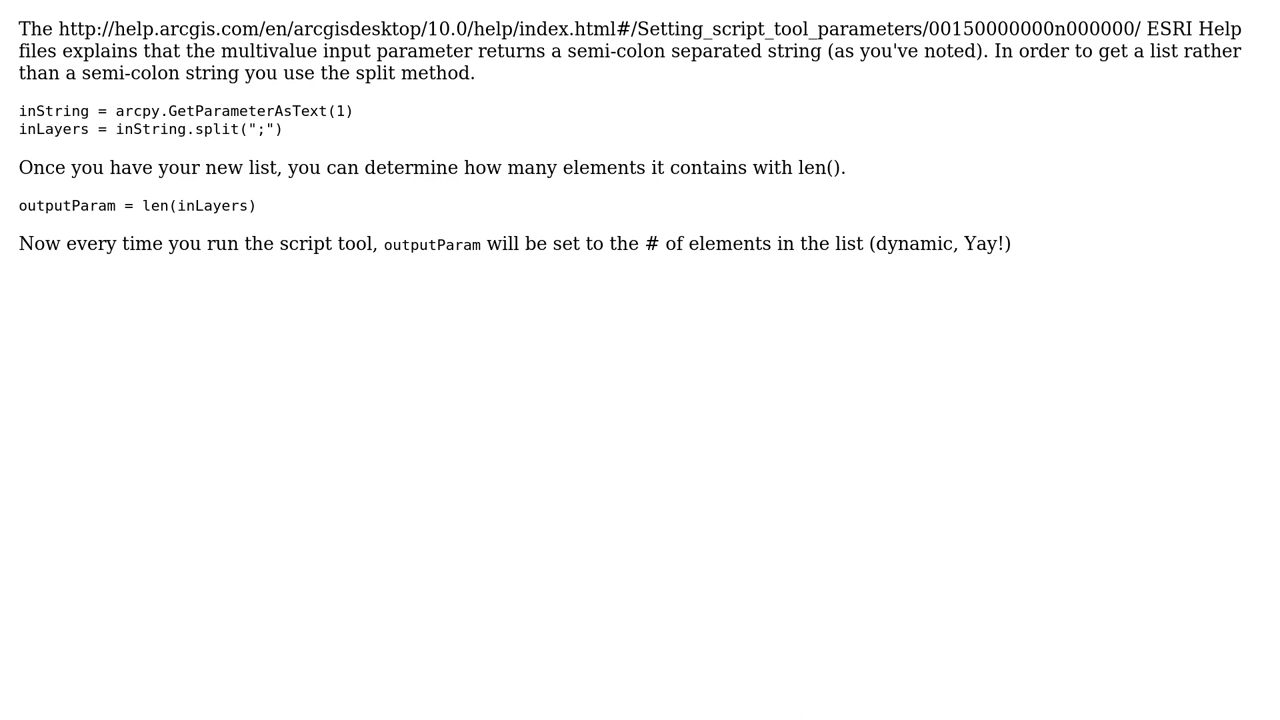 The http://help.arcgis.com/en/arcgisdesktop/10.0/help/index.html#/Setting_script_tool_parameters/00150000000n000000/ ESRI Help
files explains that the multivalue input parameter returns a semi-colon separated string (as you've noted). In order to get a list rather
than a semi-colon string you use the split method.
inString = arcpy.GetParameterAsText(1)
inLayers = inString.split(";")
Once you have your new list, you can determine how many elements it contains with len().
outputParam = len(inLayers)
Now every time you run the script tool, outputParam will be set to the # of elements in the list (dynamic, Yay!)